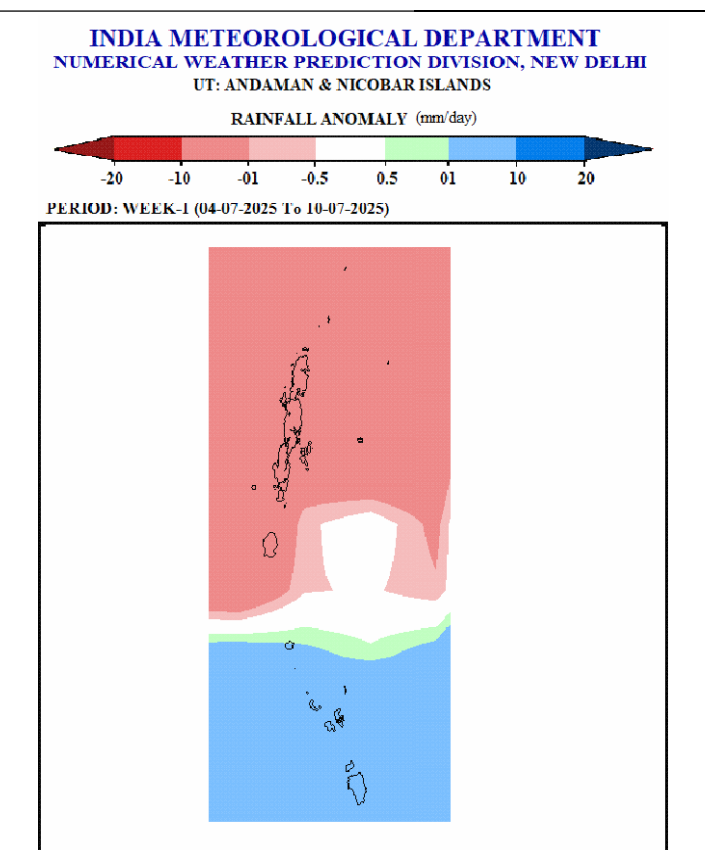 INDIA METEOROLOGICAL DEPARTMENT
NUMERICAL WEATHER PREDICTION DIVISION, NEW DELHI
UT: ANDAMAN & NICOBAR ISLANDS
RAINFALL ANOMALY (mm/day)
-20 -10 -01 -0.5 0.5 01 10 20
PERIOD: WEEK-1 (04-07-2025 To 10-07-2025)